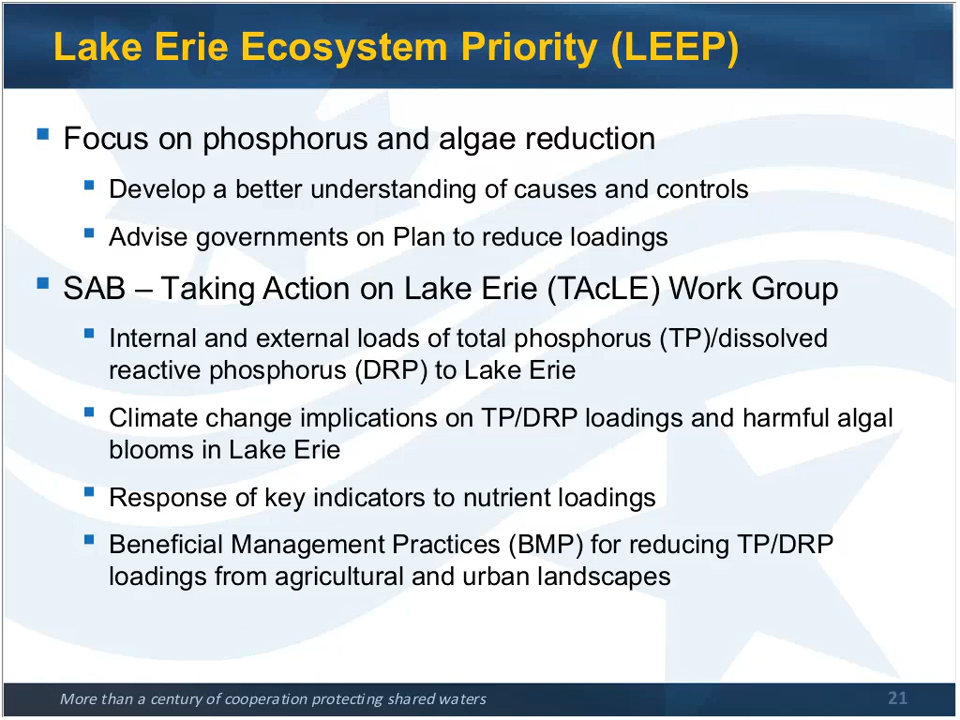 Lake Erie Ecosystem Priority (LEEP)
Focus on phosphorus and algae reduction
Develop a better understanding of causes and controls
Advise governments on Plan to reduce loadings
SAB – Taking Action on Lake Erie (TAcLE) Work Group
Internal and external loads of total phosphorus (TP)/dissolved
reactive phosphorus (DRP) to Lake Erie
Climate change implications on TP/DRP loadings and harmful algal
blooms in Lake Erie
Response of key indicators to nutrient loadings
Beneficial Management Practices (BMP) for reducing TP/DRP
loadings from agricultural and urban landscapes
More than a century of cooperation protecting shared waters
21